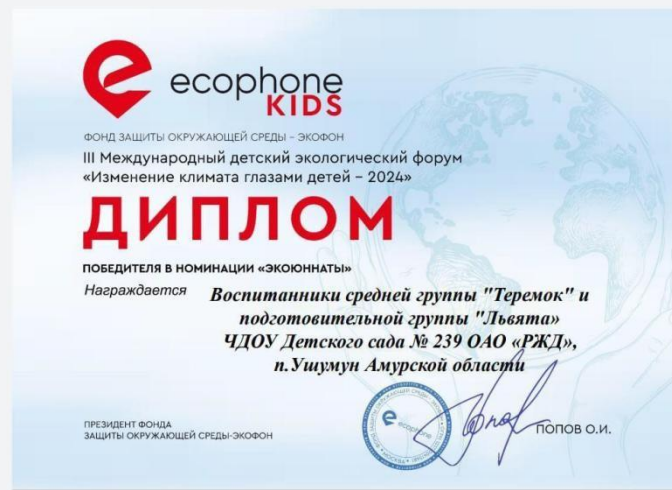 ecophone
KIDS
ФОНД ЗАЩИТЫ ОКРУЖАЮЩЕЙ СРЕДЫ – ЭКОФОН
III Международный детский экологический форум
«Изменение климата глазами детей – 2024»
ДИПЛОМ
ПОБЕДИТЕЛЯ В НОМИНАЦИИ «ЭКОЮННАТЫ»
Награждается
Воспитанники средней группы "Теремок" и
подготовительной группы "Львята»
ЧДОУ Детского сада № 239 ОАО «РЖД»,
п.Ушумун Амурской области
ПРЕЗИДЕНТ ФОНДА
ЗАЩИТЫ ОКРУЖАЮЩЕЙ СРЕДЫ-ЭКОФОН
ecophone
ПОПОВ О.И.